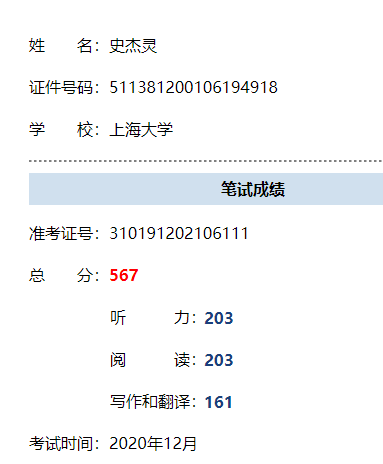 姓 名：史杰灵
证件号码：511381200106194918
学 校：上海大学
笔试成绩
准考证号：310191202106111
总 分：567
听 力：203
阅 读：203
写作和翻译：161
考试时间：2020年12月